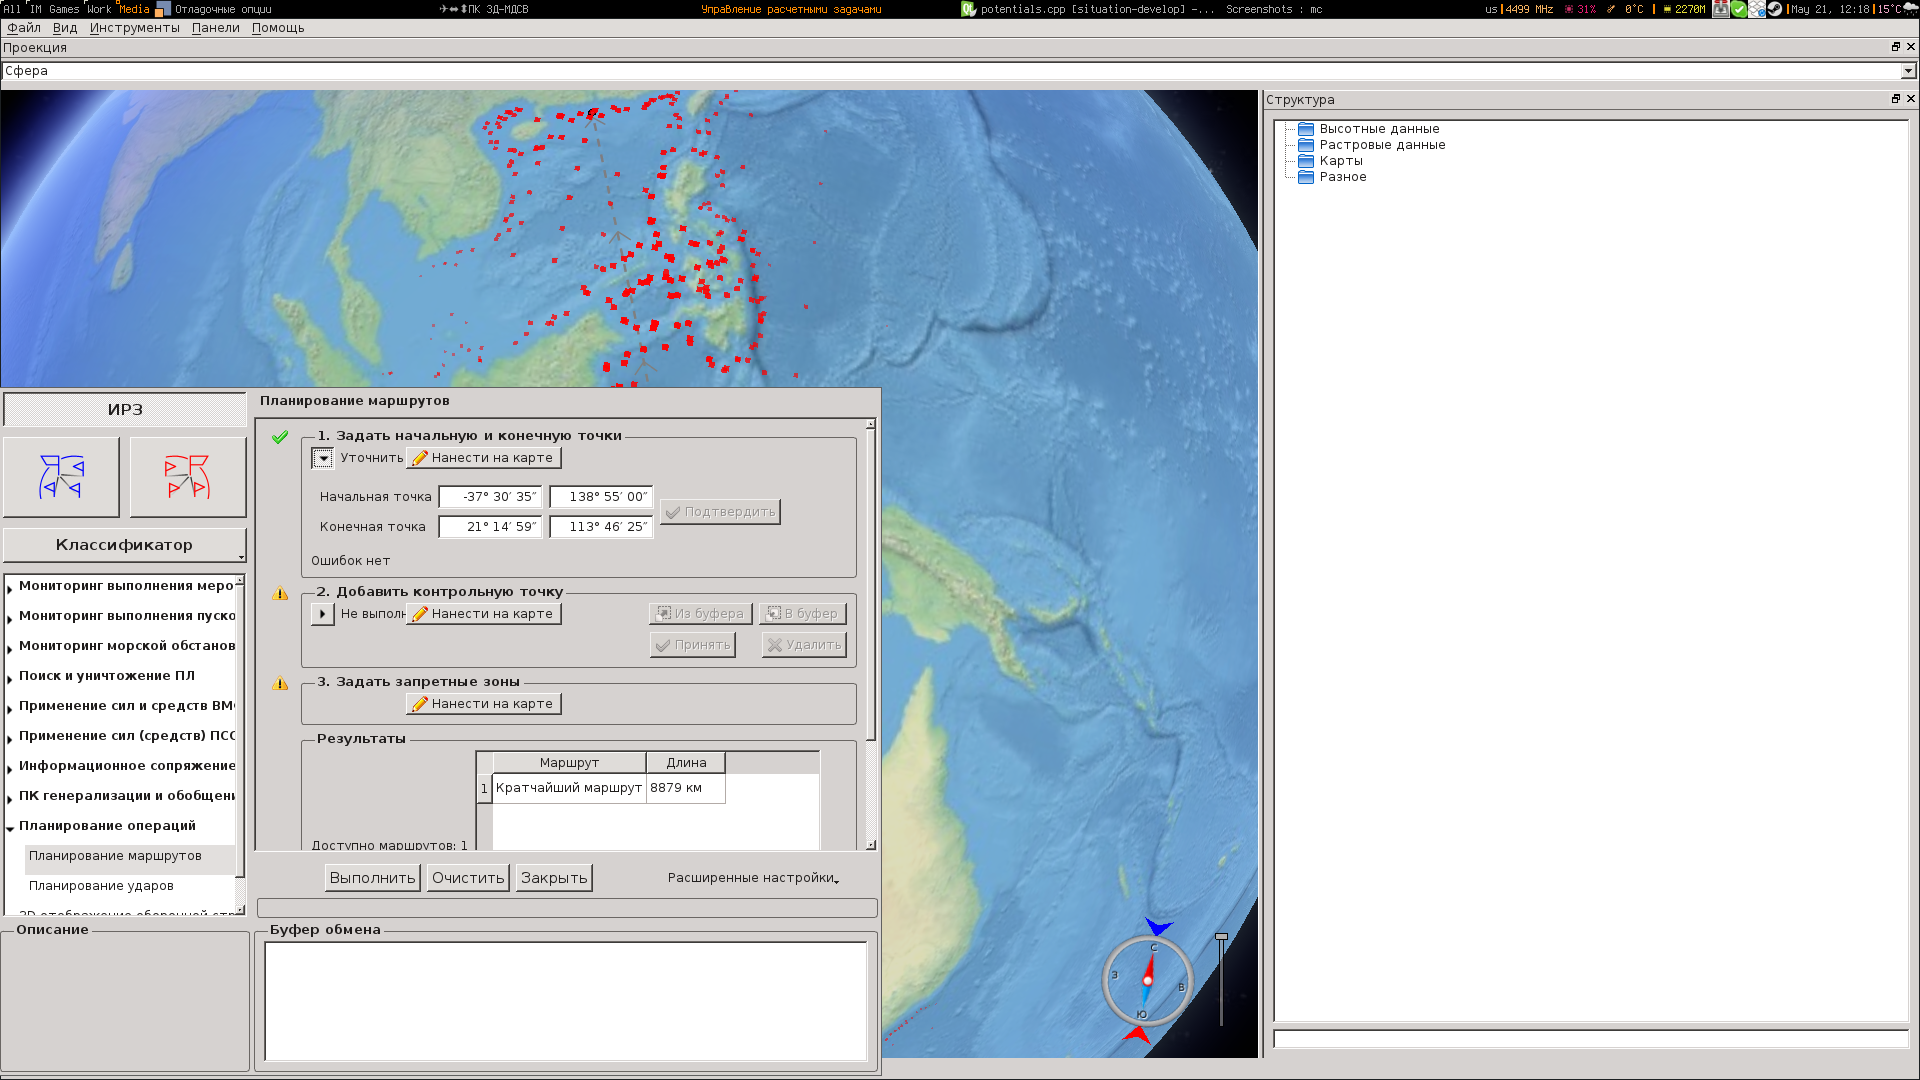 All IM Games Work Media Отладочные опции ПК 3Д-МДСВ Управление расчетными задачами potentials.cpp [situation-develop] -... Screenshots : mc us 4499 MHz 31% 0°C 2270M May 21, 12:18 15°C
Файл Вид Инструменты Панели Помощь
Проекция
Сфера
Структура
Высотные данные
Растровые данные
Карты
Разное
ИРЗ
Классификатор
Мониторинг выполнения меро
Мониторинг выполнения пуско
Мониторинг морской обстанов
Поиск и уничтожение ПЛ
Применение сил и средств ВМ
Применение сил (средств) ПСС
Информационное сопряжение
ПК генерализации и обобщен
Планирование операций
Планирование маршрутов
Планирование ударов
Описание
Планирование маршрутов
1. Задать начальную и конечную точки
Уточнить Нанести на карте
Начальная точка -37° 30′ 35″ 138° 55′ 00″
Подтвердить
Конечная точка 21° 14′ 59″ 113° 46′ 25″
Ошибок нет
2. Добавить контрольную точку
Не выполн Нанести на карте Из буфера В буфер
Принять Удалить
3. Задать запретные зоны
Нанести на карте
Результаты
Маршрут Длина
1 Кратчайший маршрут 8879 км
Доступно маршрутов: 1
Выполнить Очистить Закрыть Расширенные настройки
Буфер обмена
С
З
В
Ю